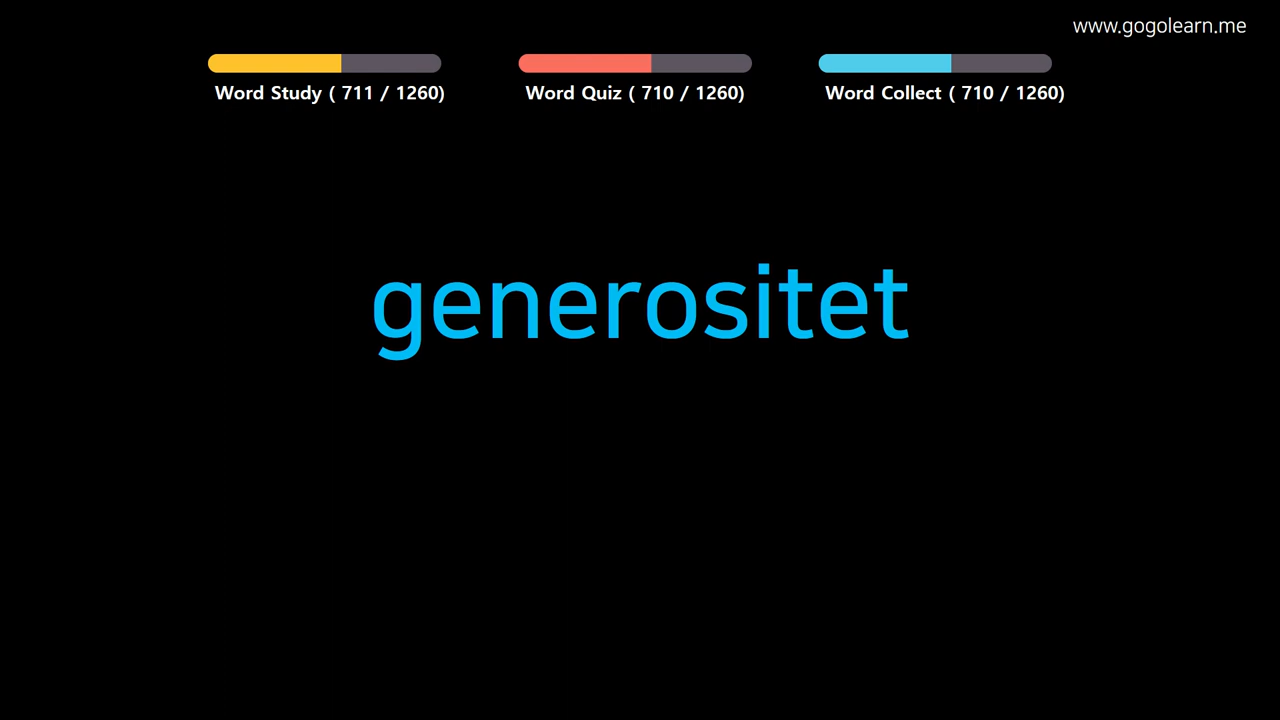 www.gogolearn.me
Word Study ( 711 / 1260)
Word Quiz ( 710 / 1260)
Word Collect ( 710 / 1260)
generositet